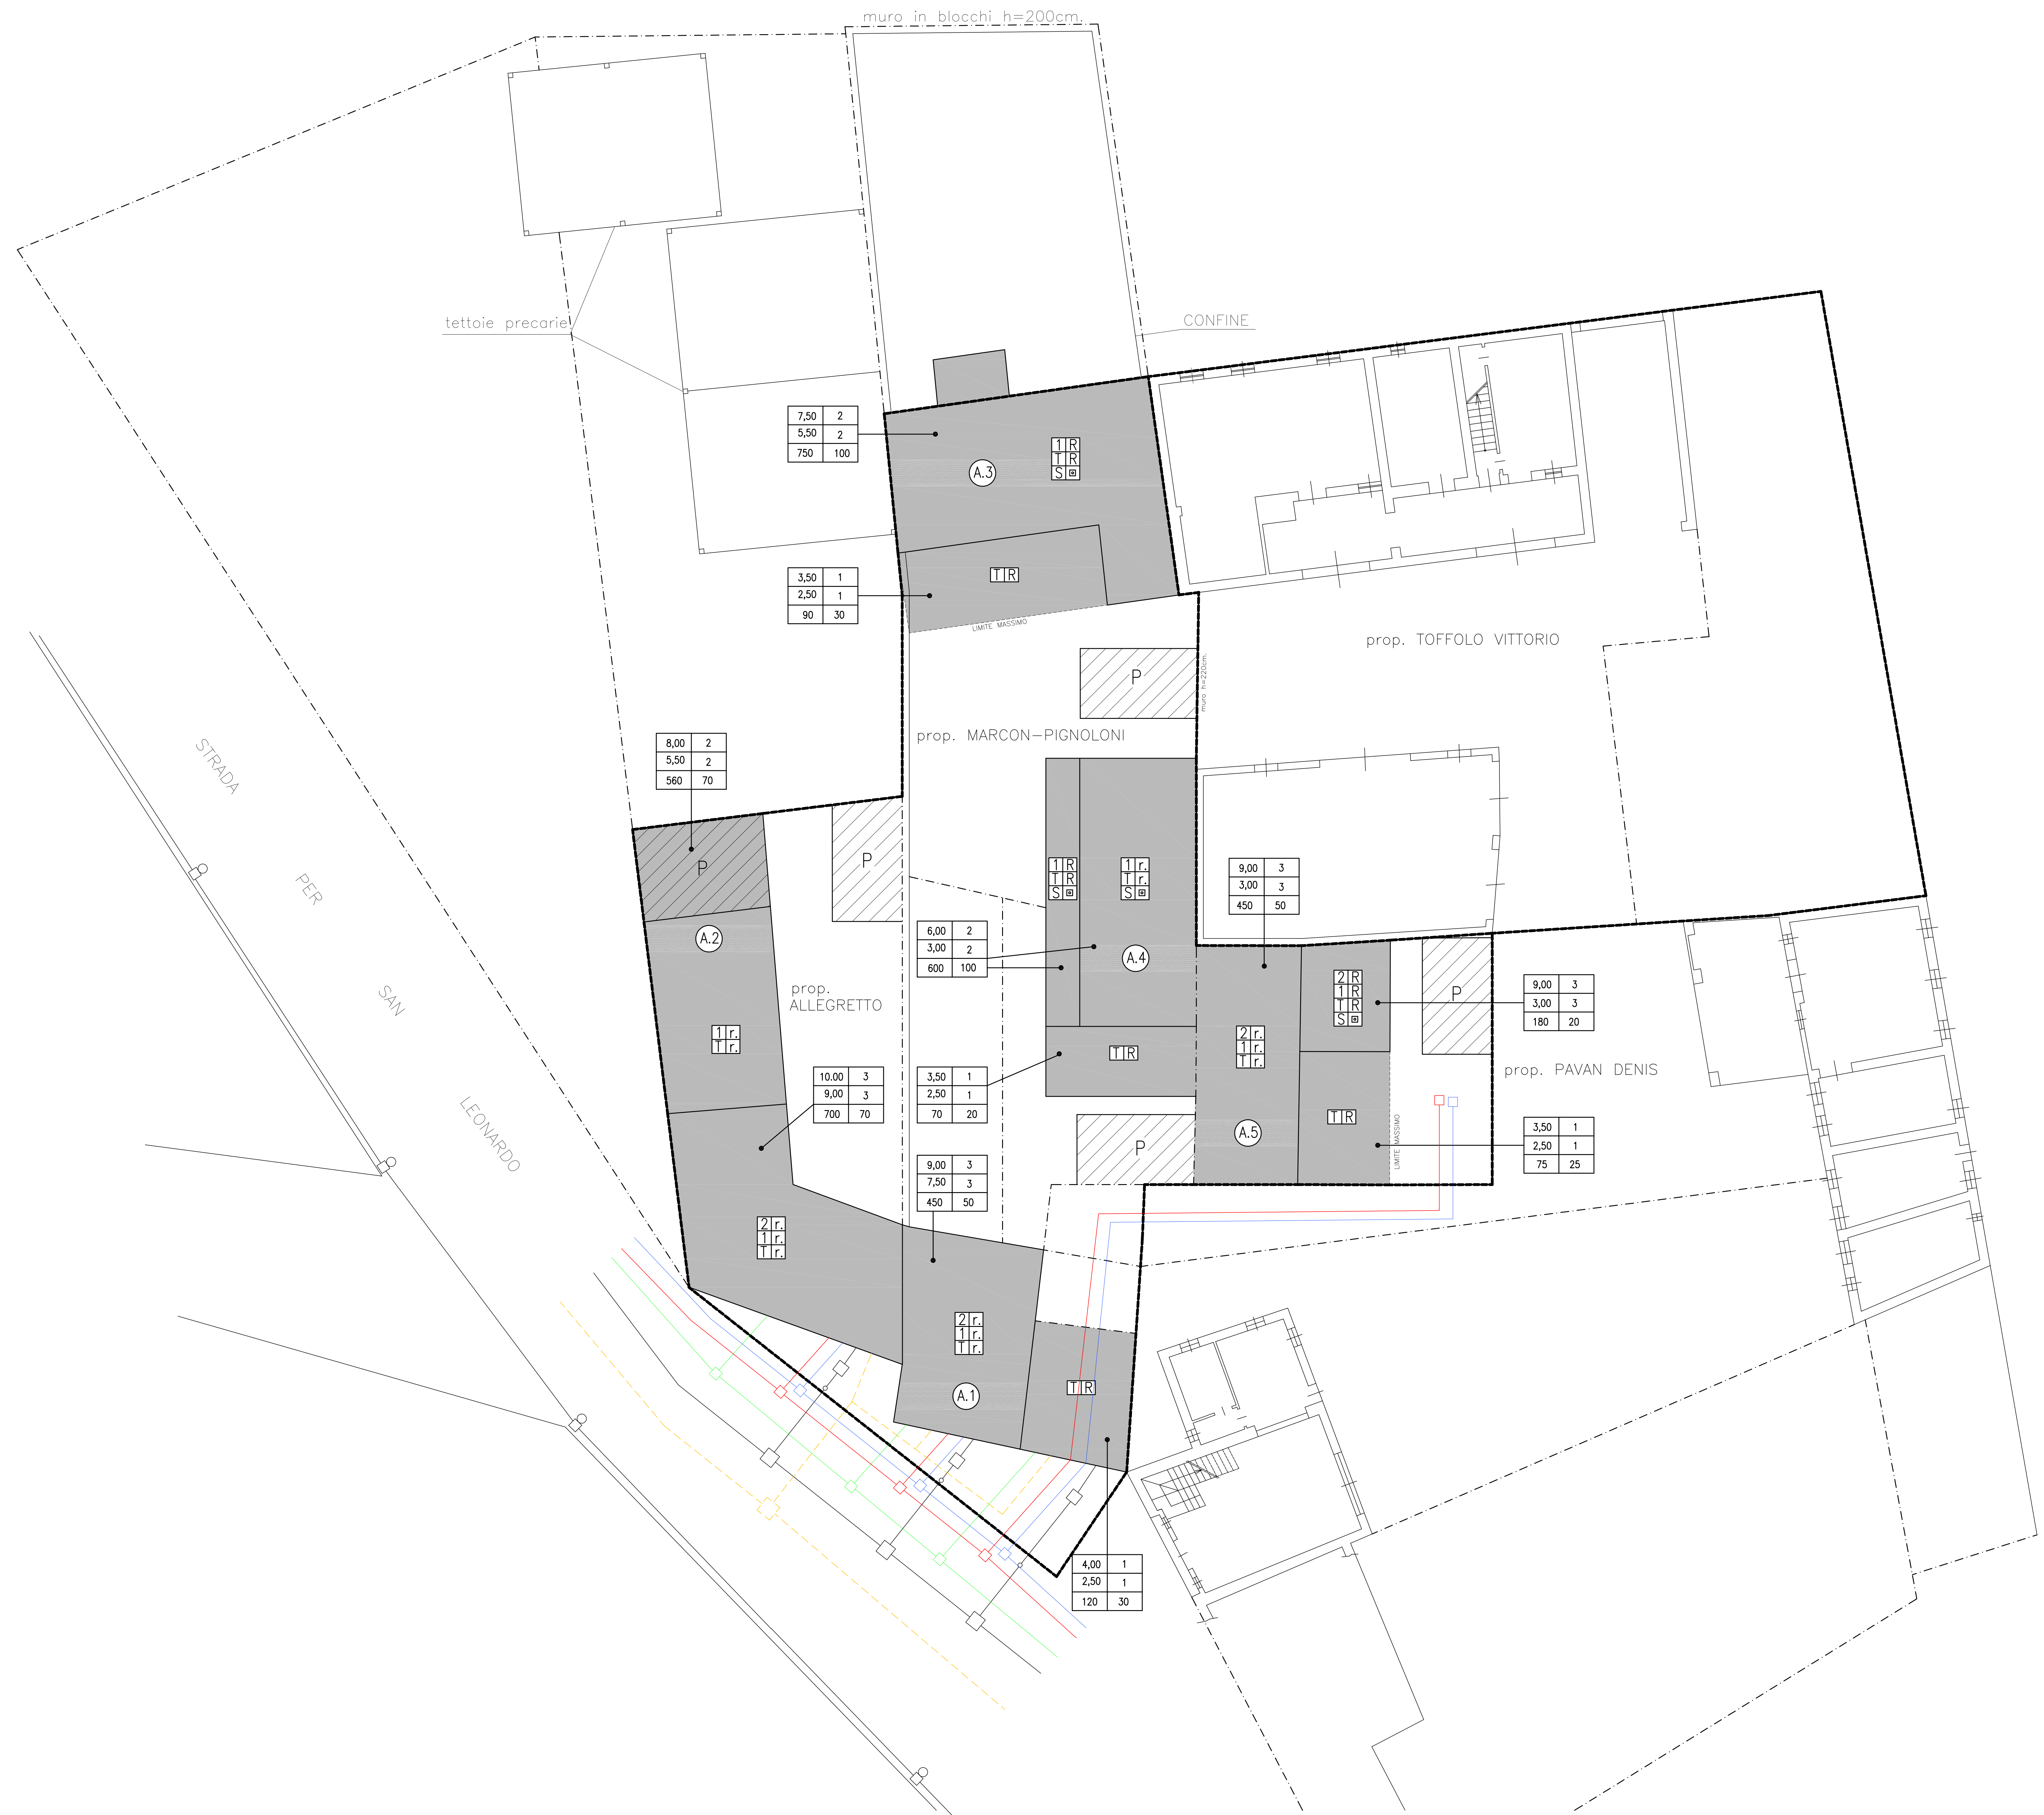 muro in blocchi h=200cm.
tettoie precarie
CONFINE
7,50 2
5,50 2
750 100
1 R
T R
S
A.3
3,50 1
2,50 1
90 30
T R
LIMITE MASSIMO
prop. TOFFOLO VITTORIO
muro h=220cm.
P
prop. MARCON-PIGNOLONI
STRADA
PER
SAN
LEONARDO
8,00 2
5,50 2
560 70
P
P
A.2
1 R
T R
S
1 r.
T r.
S
9,00 3
3,00 3
450 50
6,00 2
3,00 2
600 100
A.4
prop.
ALLEGRETTO
2 R
1 R
T R
S
P
9,00 3
3,00 3
180 20
1 r.
T r.
T R
2 r.
1 r.
T r.
prop. PAVAN DENIS
10.00 3
9,00 3
700 70
3,50 1
2,50 1
70 20
P
A.5
T R
LIMITE MASSIMO
3,50 1
2,50 1
75 25
9,00 3
7,50 3
450 50
2 r.
1 r.
T r.
2 r.
1 r.
T r.
A.1
T R
4,00 1
2,50 1
120 30